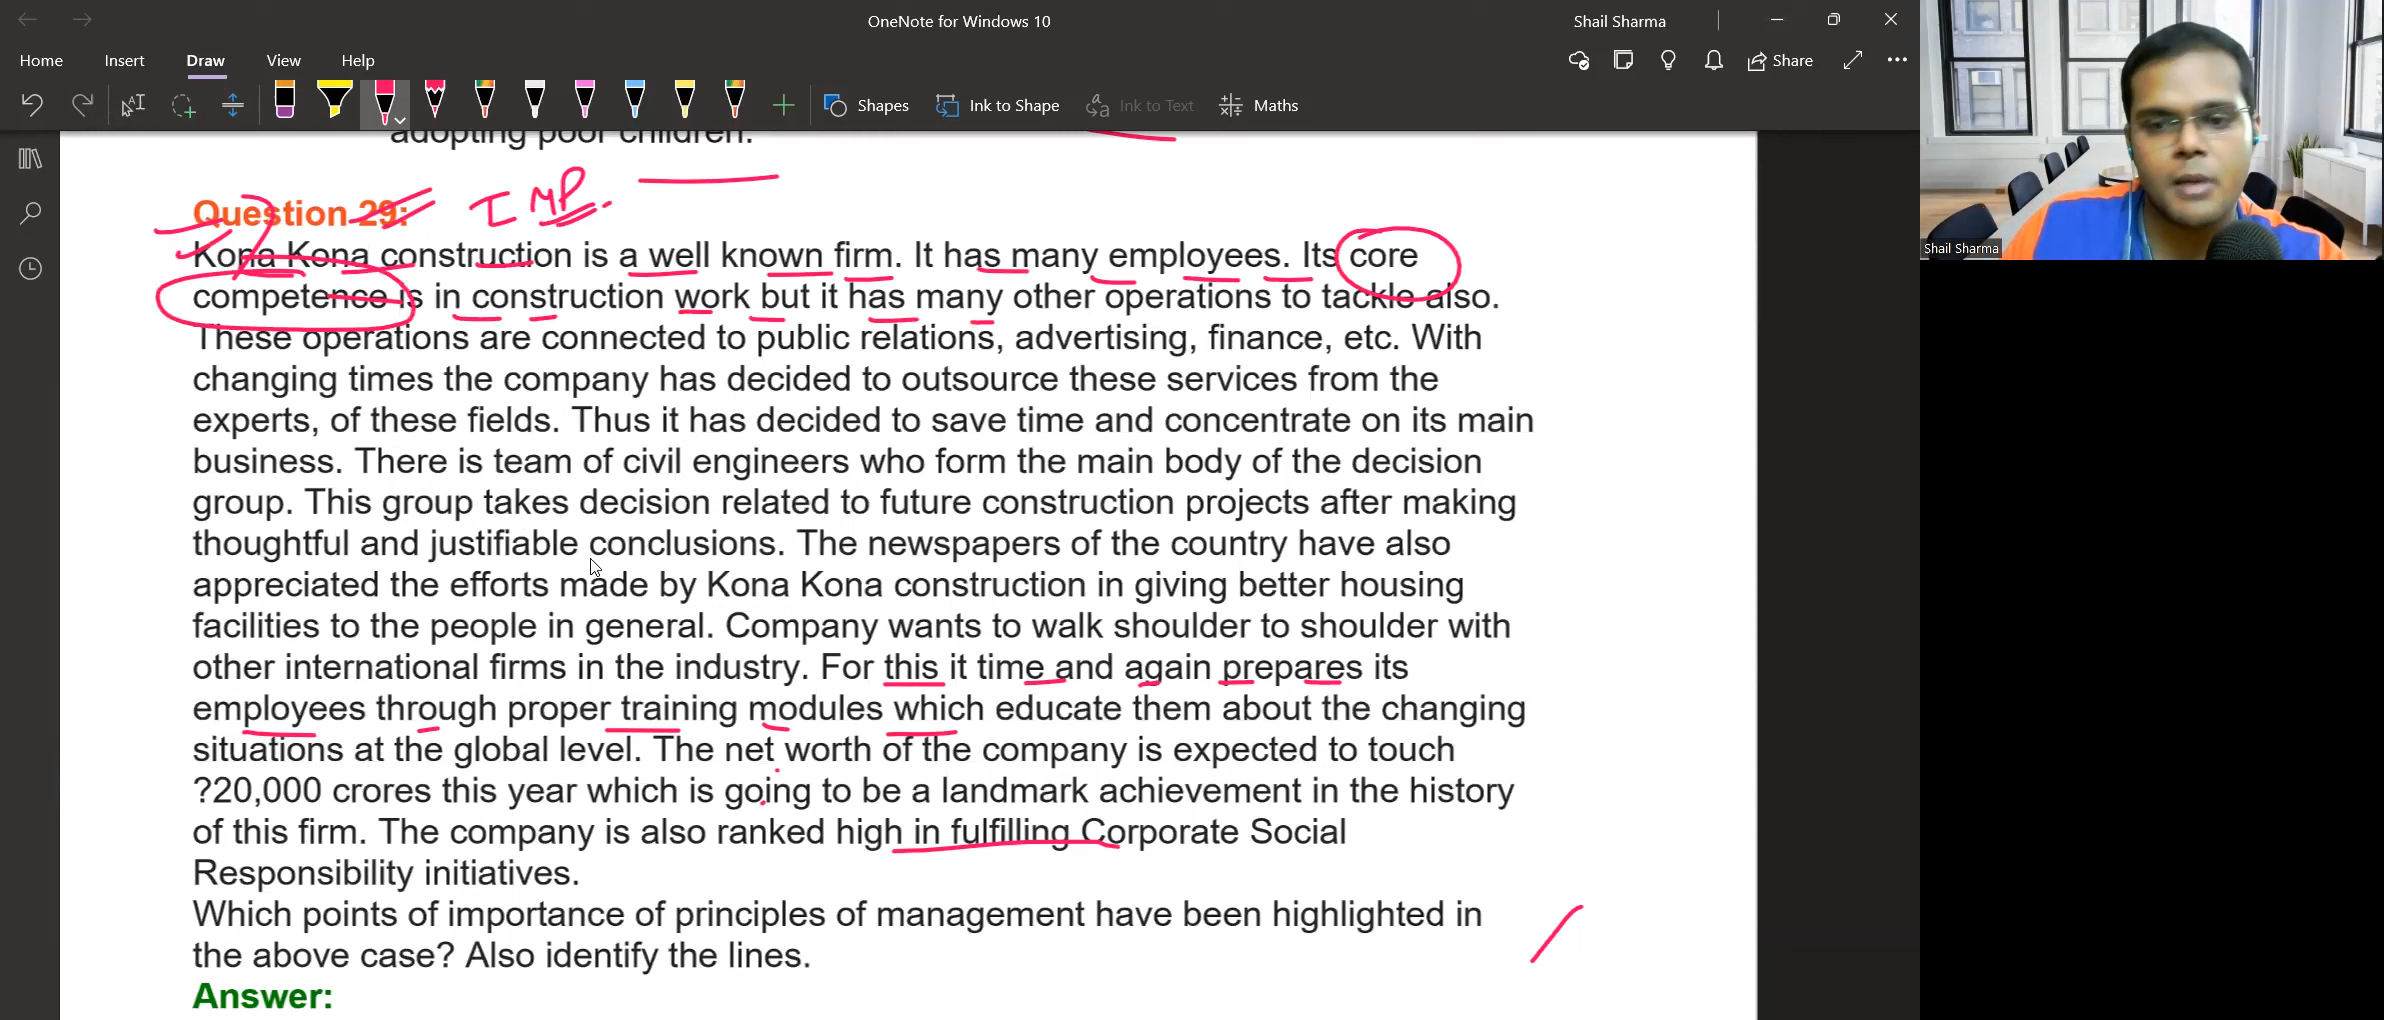 OneNote for Windows 10
Shail Sharma
Home Insert Draw View Help
Share
Shapes Ink to Shape Ink to Text Maths
adopting poor children.
Question 29: IMP.
Kona Kona construction is a well known firm. It has many employees. Its core
competence is in construction work but it has many other operations to tackle also.
These operations are connected to public relations, advertising, finance, etc. With
changing times the company has decided to outsource these services from the
experts, of these fields. Thus it has decided to save time and concentrate on its main
business. There is team of civil engineers who form the main body of the decision
group. This group takes decision related to future construction projects after making
thoughtful and justifiable conclusions. The newspapers of the country have also
appreciated the efforts made by Kona Kona construction in giving better housing
facilities to the people in general. Company wants to walk shoulder to shoulder with
other international firms in the industry. For this it time and again prepares its
employees through proper training modules which educate them about the changing
situations at the global level. The net worth of the company is expected to touch
?20,000 crores this year which is going to be a landmark achievement in the history
of this firm. The company is also ranked high in fulfilling Corporate Social
Responsibility initiatives.
Which points of importance of principles of management have been highlighted in
the above case? Also identify the lines.
Answer:
Shail Sharma